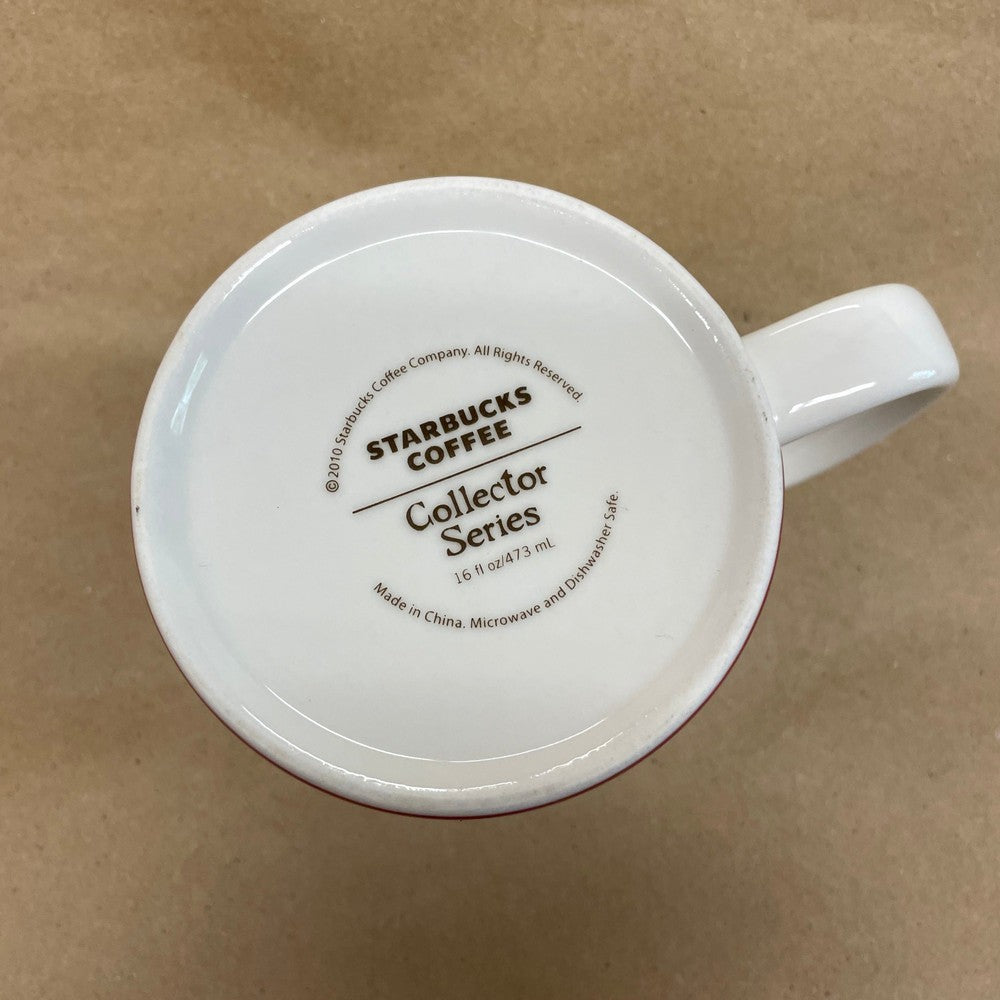 ©2010 Starbucks Coffee Company. All Rights Reserved.
STARBUCKS
COFFEE
Collector
Series
16 fl oz/473 mL
Made in China. Microwave and Dishwasher Safe.